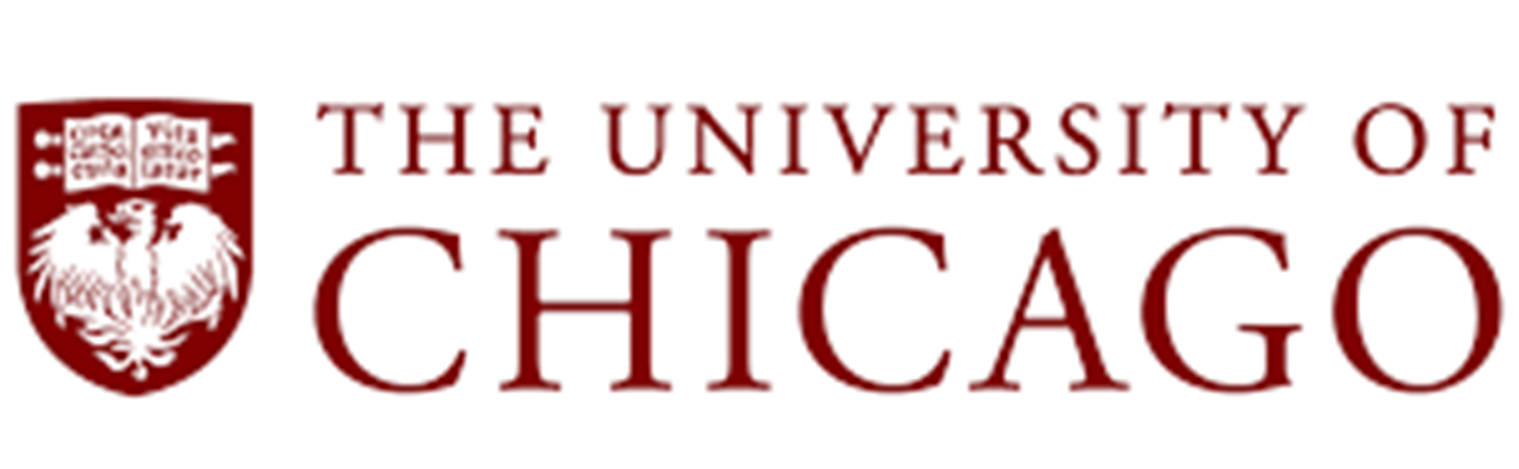 THE UNIVERSITY OF
CHICAGO